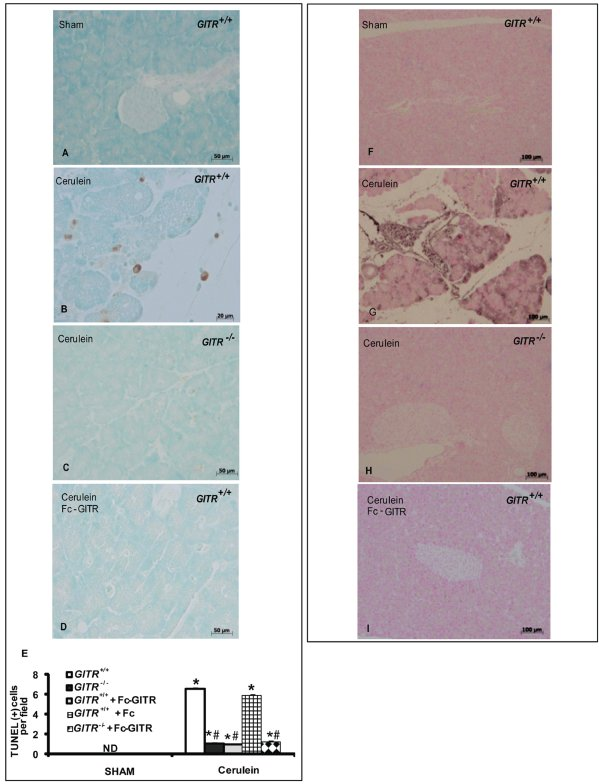 Sham GITR+/+
A 50 µm
Cerulein GITR+/+
B 20 µm
Cerulein GITR-/-
C 50 µm
Cerulein GITR+/+
Fc-GITR
D 50 µm
E
8
6
4
2
0
TUNEL (+) cells
per field
GITR+/+
GITR-/-
GITR+/+ + Fc-GITR
GITR+/+ + Fc
GITR-/- + Fc-GITR
ND
* *# *# * *#
SHAM Cerulein
Sham GITR+/+
F 100 µm
Cerulein GITR+/+
G 100 µm
Cerulein GITR-/-
H 100 µm
Cerulein GITR+/+
Fc-GITR
I 100 µm